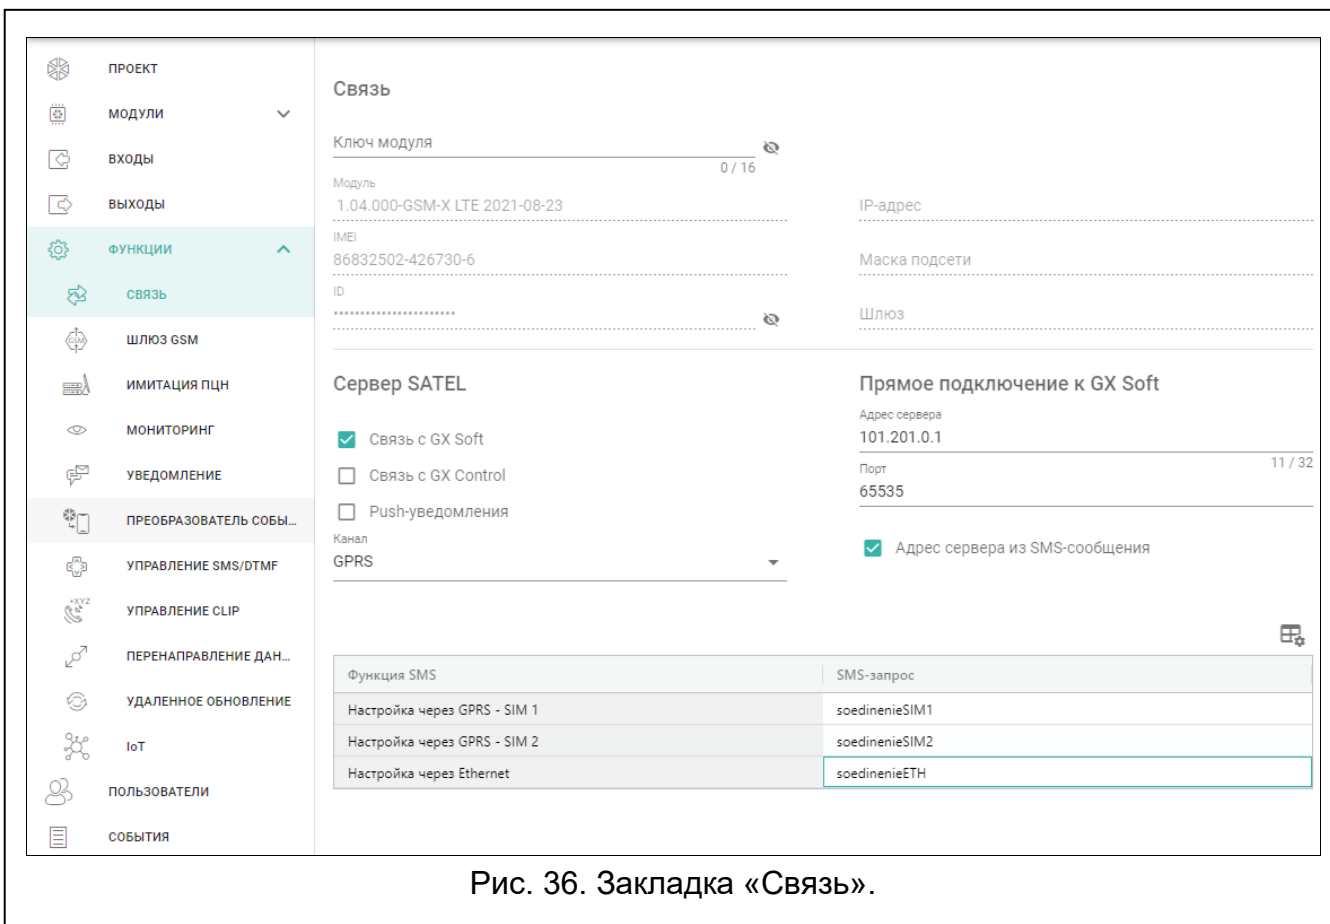 ПРОЕКТ
МОДУЛИ
ВХОДЫ
ВЫХОДЫ
ФУНКЦИИ
СВЯЗЬ
ШЛЮЗ GSM
ИМИТАЦИЯ ПЦН
МОНИТОРИНГ
УВЕДОМЛЕНИЕ
ПРЕОБРАЗОВАТЕЛЬ СОБЫ...
УПРАВЛЕНИЕ SMS/DTMF
+XYZ
УПРАВЛЕНИЕ CLIP
ПЕРЕНАПРАВЛЕНИЕ ДАН...
УДАЛЕННОЕ ОБНОВЛЕНИЕ
IoT
ПОЛЬЗОВАТЕЛИ
СОБЫТИЯ
Связь
Ключ модуля
0 / 16
Модуль
1.04.000-GSM-X LTE 2021-08-23
IP-адрес
IMEI
86832502-426730-6
Маска подсети
ID
•••••••••••••••••••••••
Шлюз
Сервер SATEL
Связь с GX Soft
Связь с GX Control
Push-уведомления
Канал
GPRS
Прямое подключение к GX Soft
Адрес сервера
101.201.0.1
11 / 32
Порт
65535
Адрес сервера из SMS-сообщения
Функция SMS SMS-запрос
Настройка через GPRS - SIM 1 soedinenieSIM1
Настройка через GPRS - SIM 2 soedinenieSIM2
Настройка через Ethernet soedinenieETH
Рис. 36. Закладка «Связь».